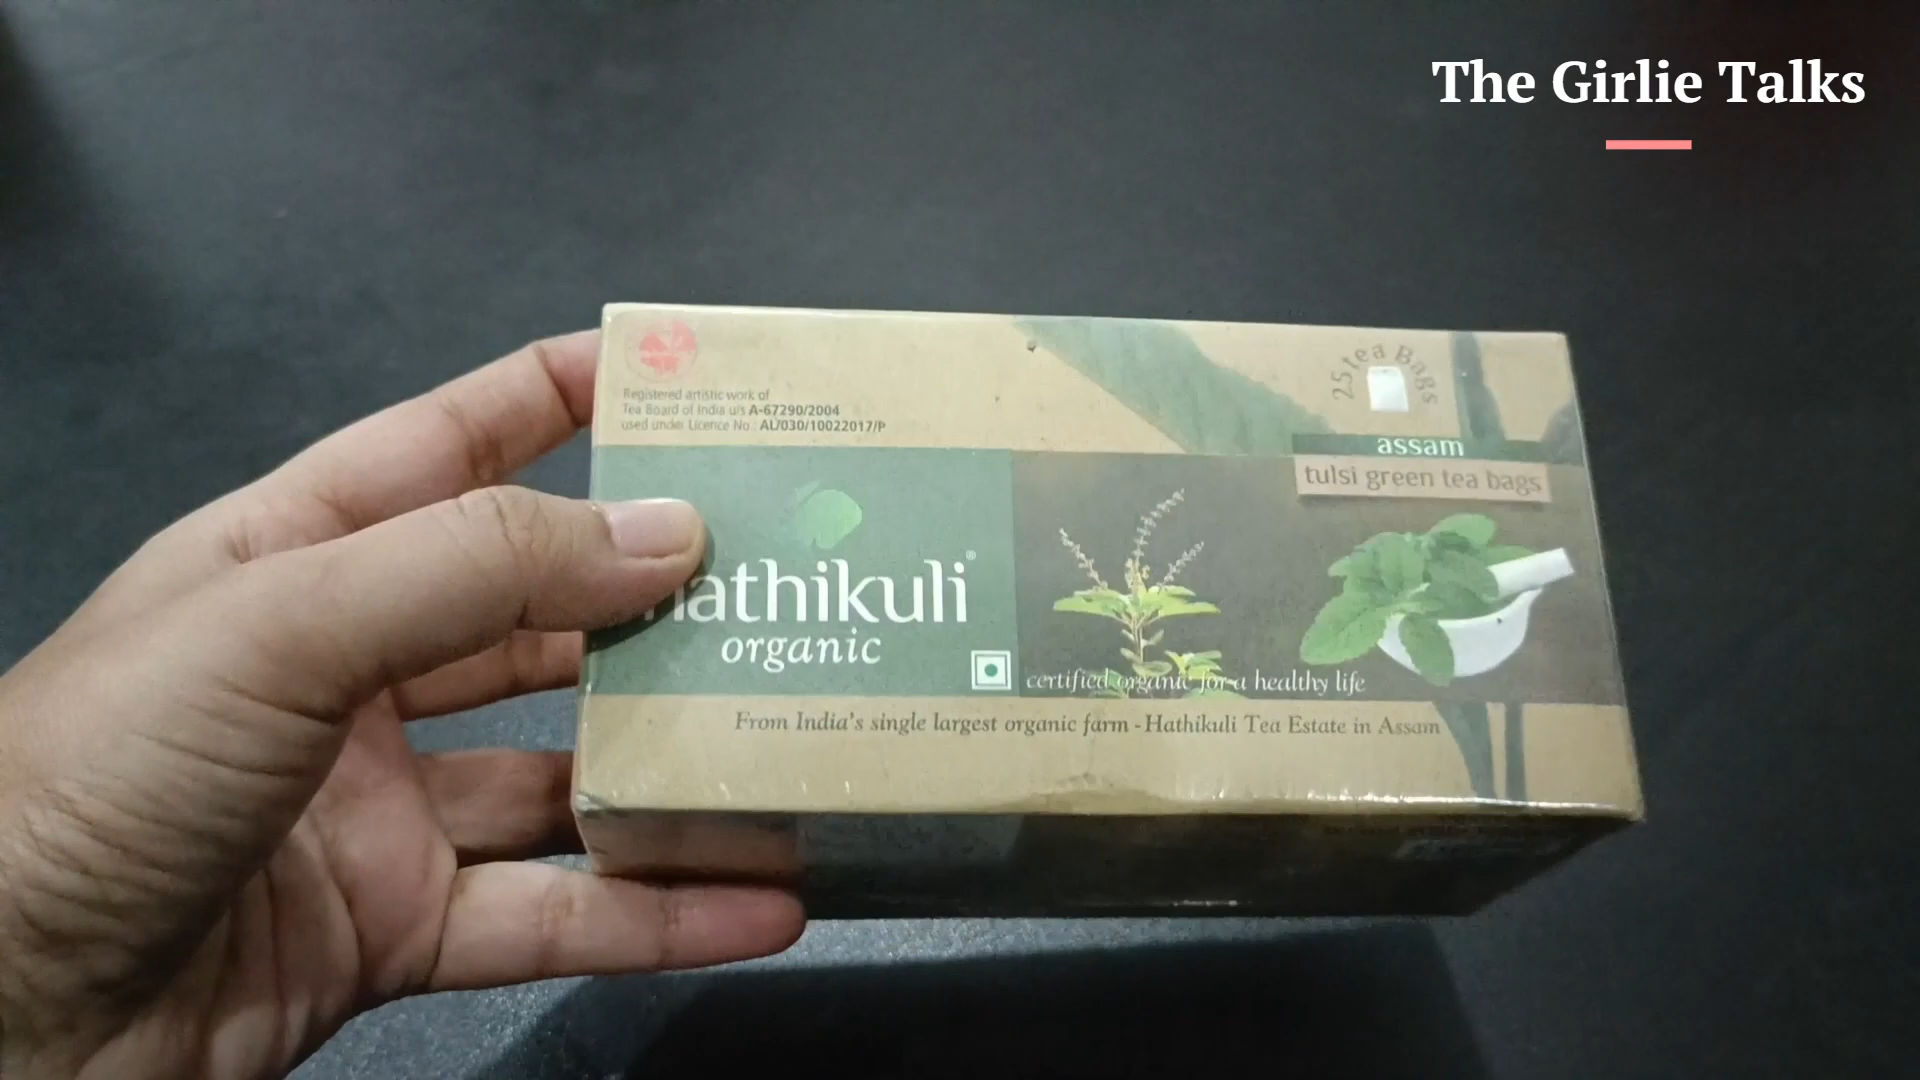 The Girlie Talks
Registered artistic work of
Tea Board of India u/s A-67290/2004
used under Licence No : AL/030/10022017/P
25 tea Bags
assam
tulsi green tea bags
hathikuli®
organic
certified organic for a healthy life
From India's single largest organic farm - Hathikuli Tea Estate in Assam